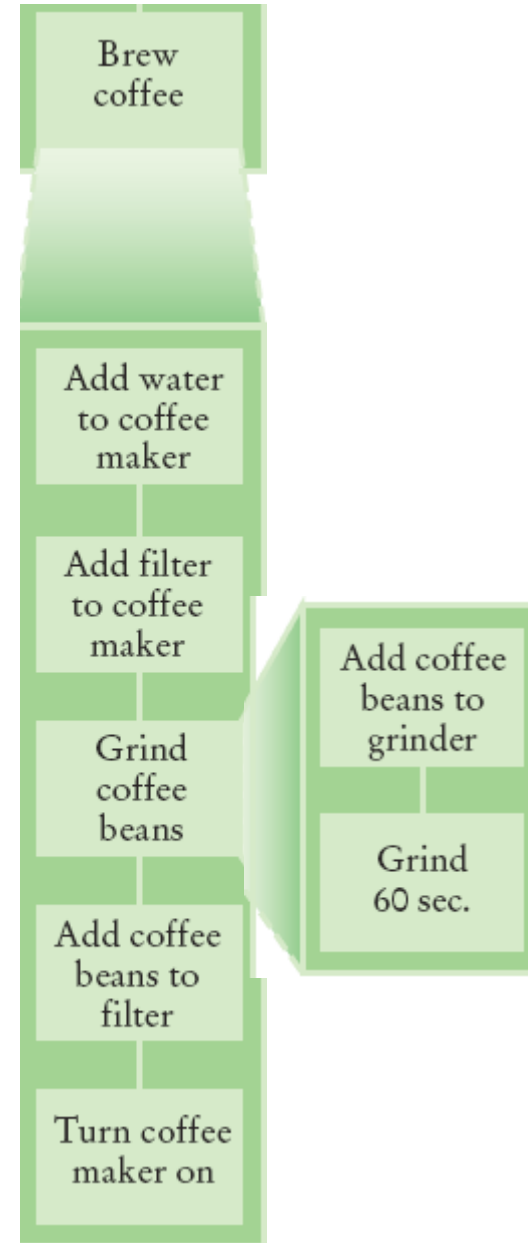 Brew
coffee
Add water
to coffee
maker
Add filter
to coffee
maker
Grind
coffee
beans
Add coffee
beans to
grinder
Grind
60 sec.
Add coffee
beans to
filter
Turn coffee
maker on